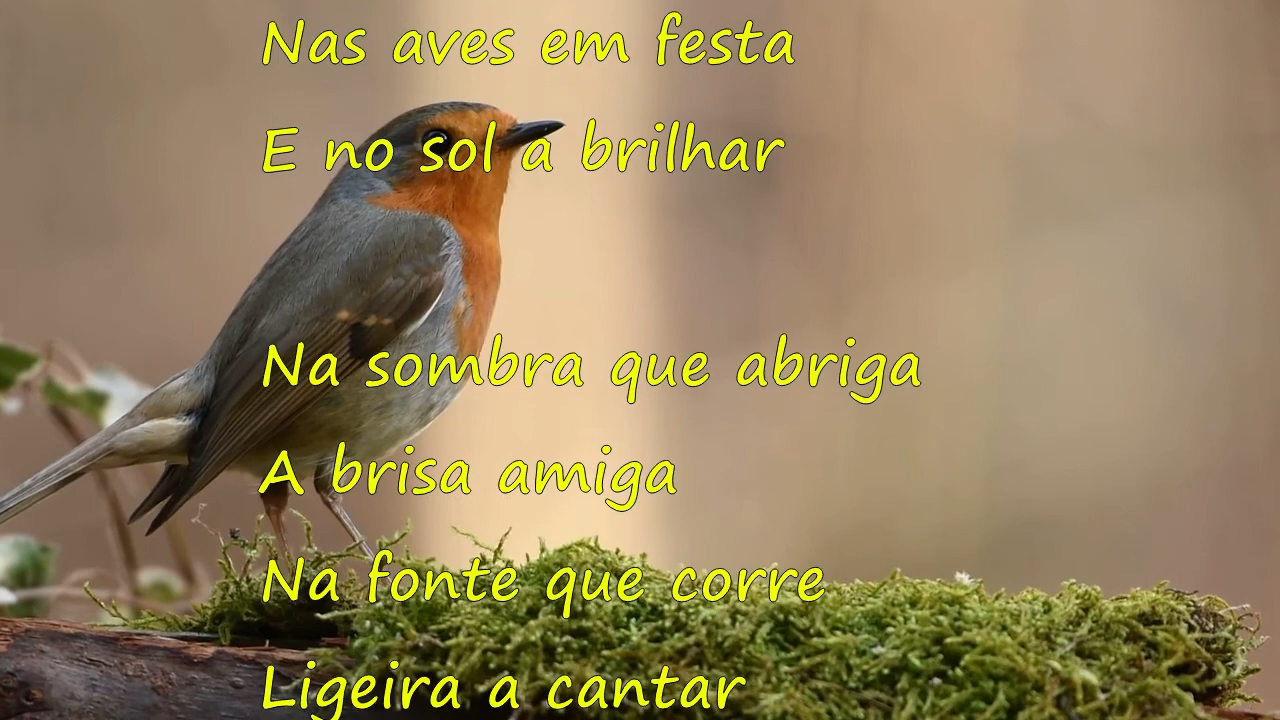 Nas aves em festa
E no sol a brilhar
Na sombra que abriga
A brisa amiga
Na fonte que corre
Ligeira a cantar